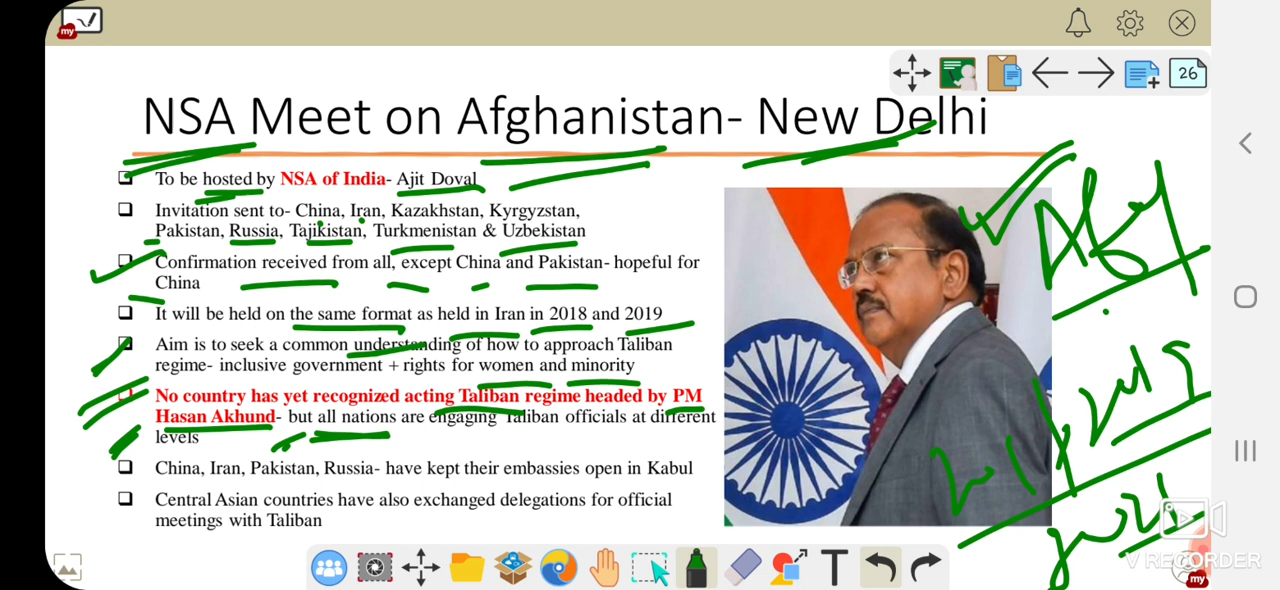 26
NSA Meet on Afghanistan- New Delhi
To be hosted by NSA of India- Ajit Doval
Invitation sent to- China, Iran, Kazakhstan, Kyrgyzstan,
Pakistan, Russia, Tajikistan, Turkmenistan & Uzbekistan
Confirmation received from all, except China and Pakistan- hopeful for
China
It will be held on the same format as held in Iran in 2018 and 2019
Aim is to seek a common understanding of how to approach Taliban
regime- inclusive government + rights for women and minority
No country has yet recognized acting Taliban regime headed by PM
Hasan Akhund- but all nations are engaging Taliban officials at different
levels
China, Iran, Pakistan, Russia- have kept their embassies open in Kabul
Central Asian countries have also exchanged delegations for official
meetings with Taliban
V RECORDER
my
my
T